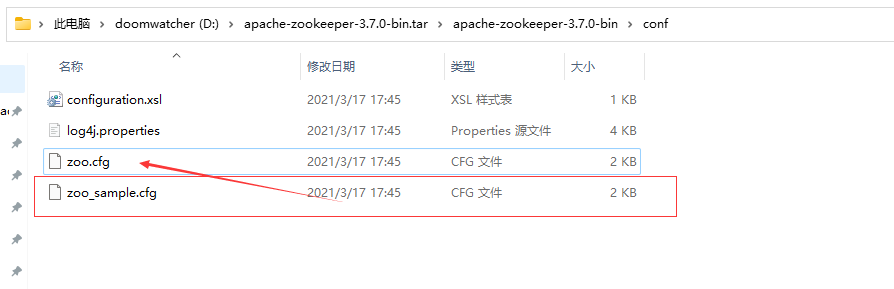 此电脑 > doomwatcher (D:) > apache-zookeeper-3.7.0-bin.tar > apache-zookeeper-3.7.0-bin > conf
名称 修改日期 类型 大小
configuration.xsl 2021/3/17 17:45 XSL 样式表 1 KB
log4j.properties 2021/3/17 17:45 Properties 源文件 4 KB
zoo.cfg 2021/3/17 17:45 CFG 文件 2 KB
zoo_sample.cfg 2021/3/17 17:45 CFG 文件 2 KB